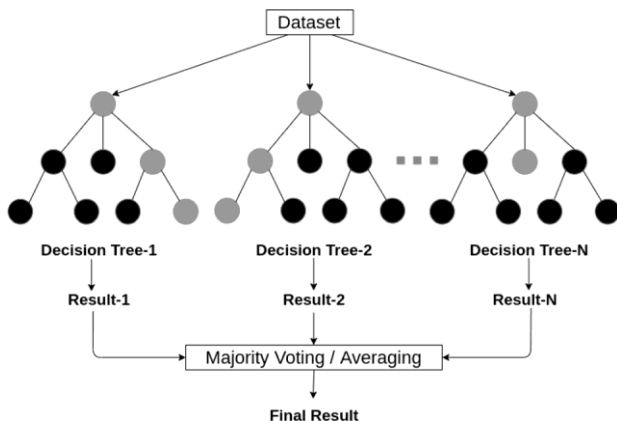 Dataset
Decision Tree-1
Decision Tree-2
Decision Tree-N
Result-1
Result-2
Result-N
Majority Voting / Averaging
Final Result